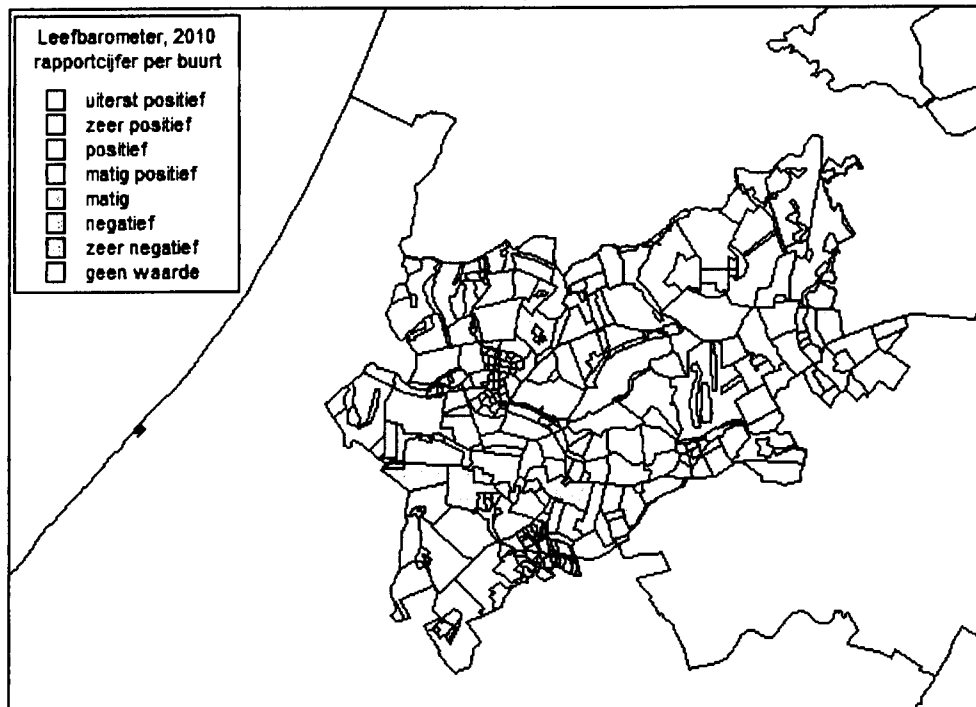 Leefbarometer, 2010
rapportcijfer per buurt
uiterst positief
zeer positief
positief
matig positief
matig
negatief
zeer negatief
geen waarde